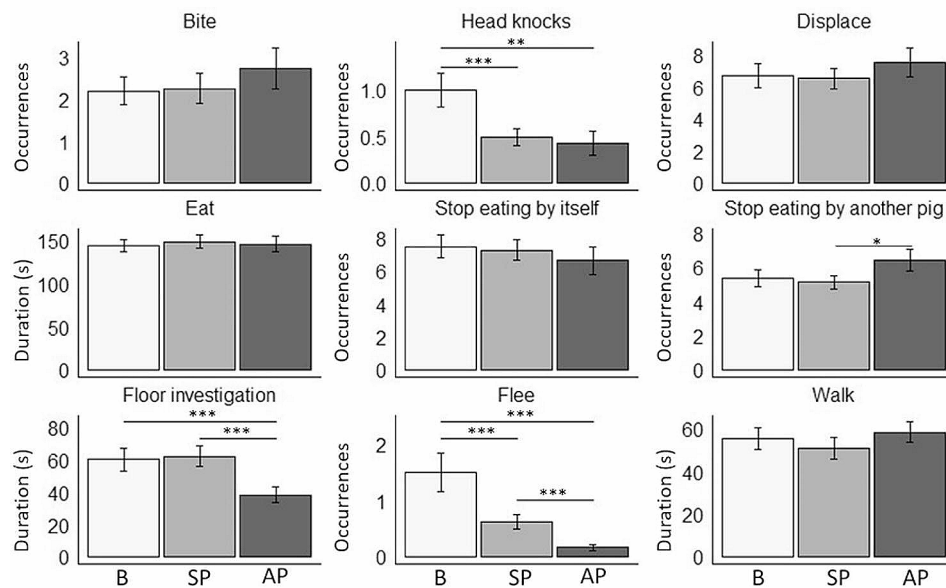 Bite
Occurrences
3
2
1
0
Head knocks
**
***
Occurrences
1.0
0.5
0.0
Displace
Occurrences
8
6
4
2
0
Eat
Duration (s)
150
100
50
0
Stop eating by itself
Occurrences
8
6
4
2
0
Stop eating by another pig
*
Occurrences
8
6
4
2
0
Floor investigation
***
***
Duration (s)
80
60
40
20
0
B SP AP
Flee
***
***
***
Occurrences
2
1
0
B SP AP
Walk
Duration (s)
60
40
20
0
B SP AP